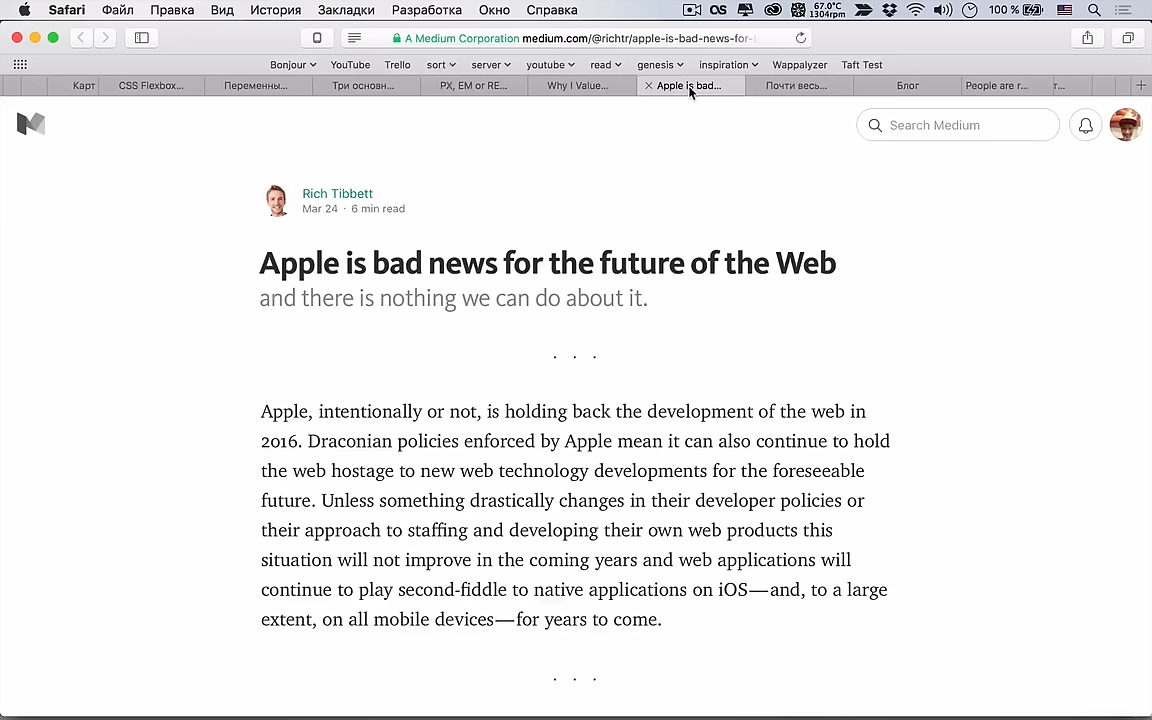 Safari Файл Правка Вид История Закладки Разработка Окно Справка OS 67.0°C 1304rpm 100 %
A Medium Corporation medium.com/@richtr/apple-is-bad-news-for-
Bonjour YouTube Trello sort server youtube read genesis inspiration Wappalyzer Taft Test
Карт CSS Flexbox... Переменны... Три основн... PX, EM or RE... Why I Value... Apple is bad... Почти весь... Блог People are r... т...
Search Medium
Rich Tibbett
Mar 24 · 6 min read
Apple is bad news for the future of the Web
and there is nothing we can do about it.
. . .
Apple, intentionally or not, is holding back the development of the web in
2016. Draconian policies enforced by Apple mean it can also continue to hold
the web hostage to new web technology developments for the foreseeable
future. Unless something drastically changes in their developer policies or
their approach to staffing and developing their own web products this
situation will not improve in the coming years and web applications will
continue to play second-fiddle to native applications on iOS—and, to a large
extent, on all mobile devices—for years to come.
. . .